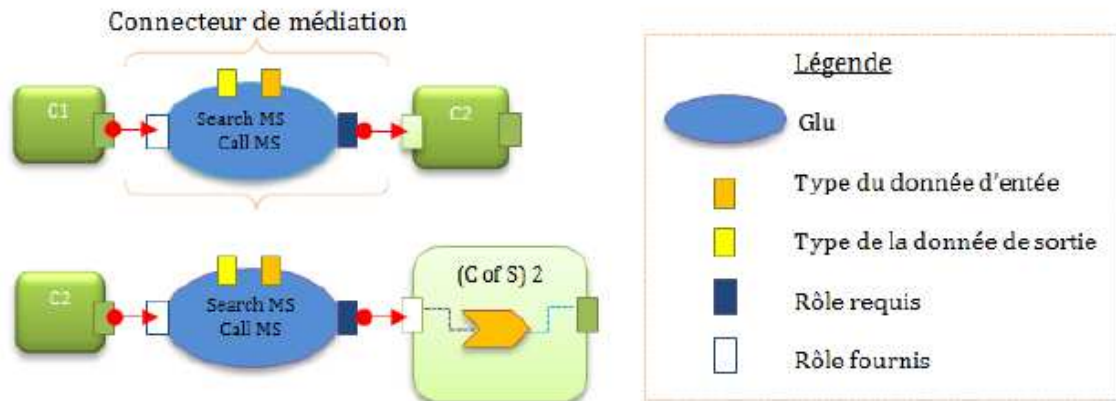 Connecteur de médiation
C1
Search MS
Call MS
C2
C2
Search MS
Call MS
(C of S) 2
Légende
Glu
Type du donnée d'entée
Type de la donnée de sortie
Rôle requis
Rôle fournis